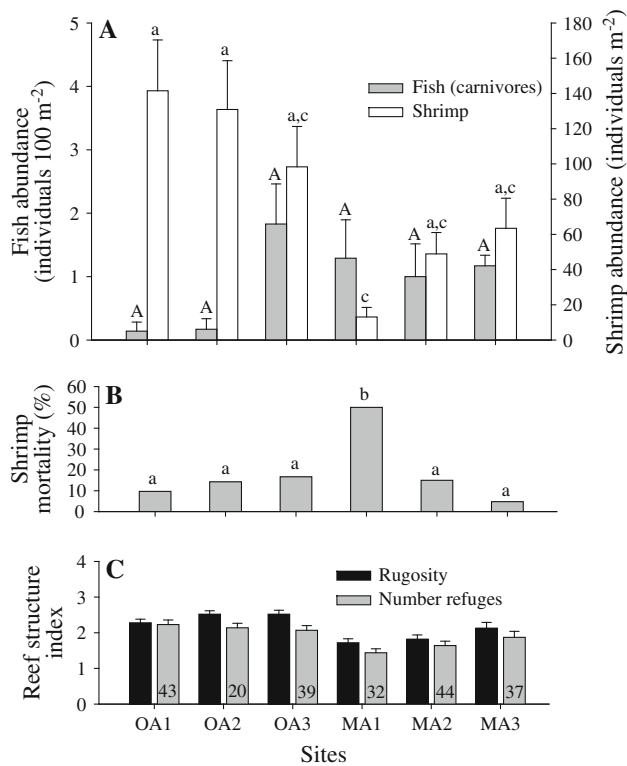 A
Fish abundance
(individuals 100 m-2)
5
4
3
2
1
0
Shrimp abundance (individuals m-2)
180
160
140
120
100
80
60
40
20
0
Fish (carnivores)
Shrimp
A
a
A
a
A
a,c
A
c
A
a,c
A
a,c
B
Shrimp
mortality (%)
60
50
40
30
20
10
0
a
a
a
b
a
a
C
Reef structure
index
4
3
2
1
0
Rugosity
Number refuges
43
20
39
32
44
37
OA1 OA2 OA3 MA1 MA2 MA3
Sites